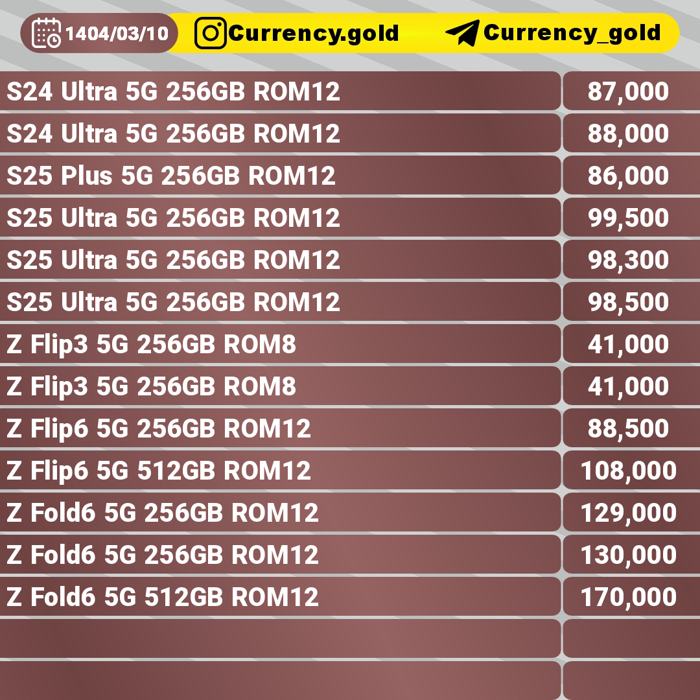 1404/03/10 Currency.gold Currency_gold
S24 Ultra 5G 256GB ROM12 87,000
S24 Ultra 5G 256GB ROM12 88,000
S25 Plus 5G 256GB ROM12 86,000
S25 Ultra 5G 256GB ROM12 99,500
S25 Ultra 5G 256GB ROM12 98,300
S25 Ultra 5G 256GB ROM12 98,500
Z Flip3 5G 256GB ROM8 41,000
Z Flip3 5G 256GB ROM8 41,000
Z Flip6 5G 256GB ROM12 88,500
Z Flip6 5G 512GB ROM12 108,000
Z Fold6 5G 256GB ROM12 129,000
Z Fold6 5G 256GB ROM12 130,000
Z Fold6 5G 512GB ROM12 170,000